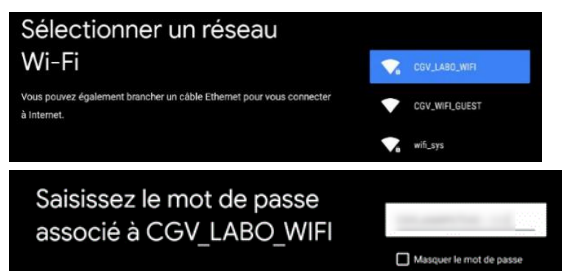 Sélectionner un réseau
Wi-Fi
Vous pouvez également brancher un câble Ethernet pour vous connecter
à Internet.
CGV_LABO_WIFI
CGV_WIFI_GUEST
wifi_sys
Saisissez le mot de passe
associé à CGV_LABO_WIFI
Masquer le mot de passe